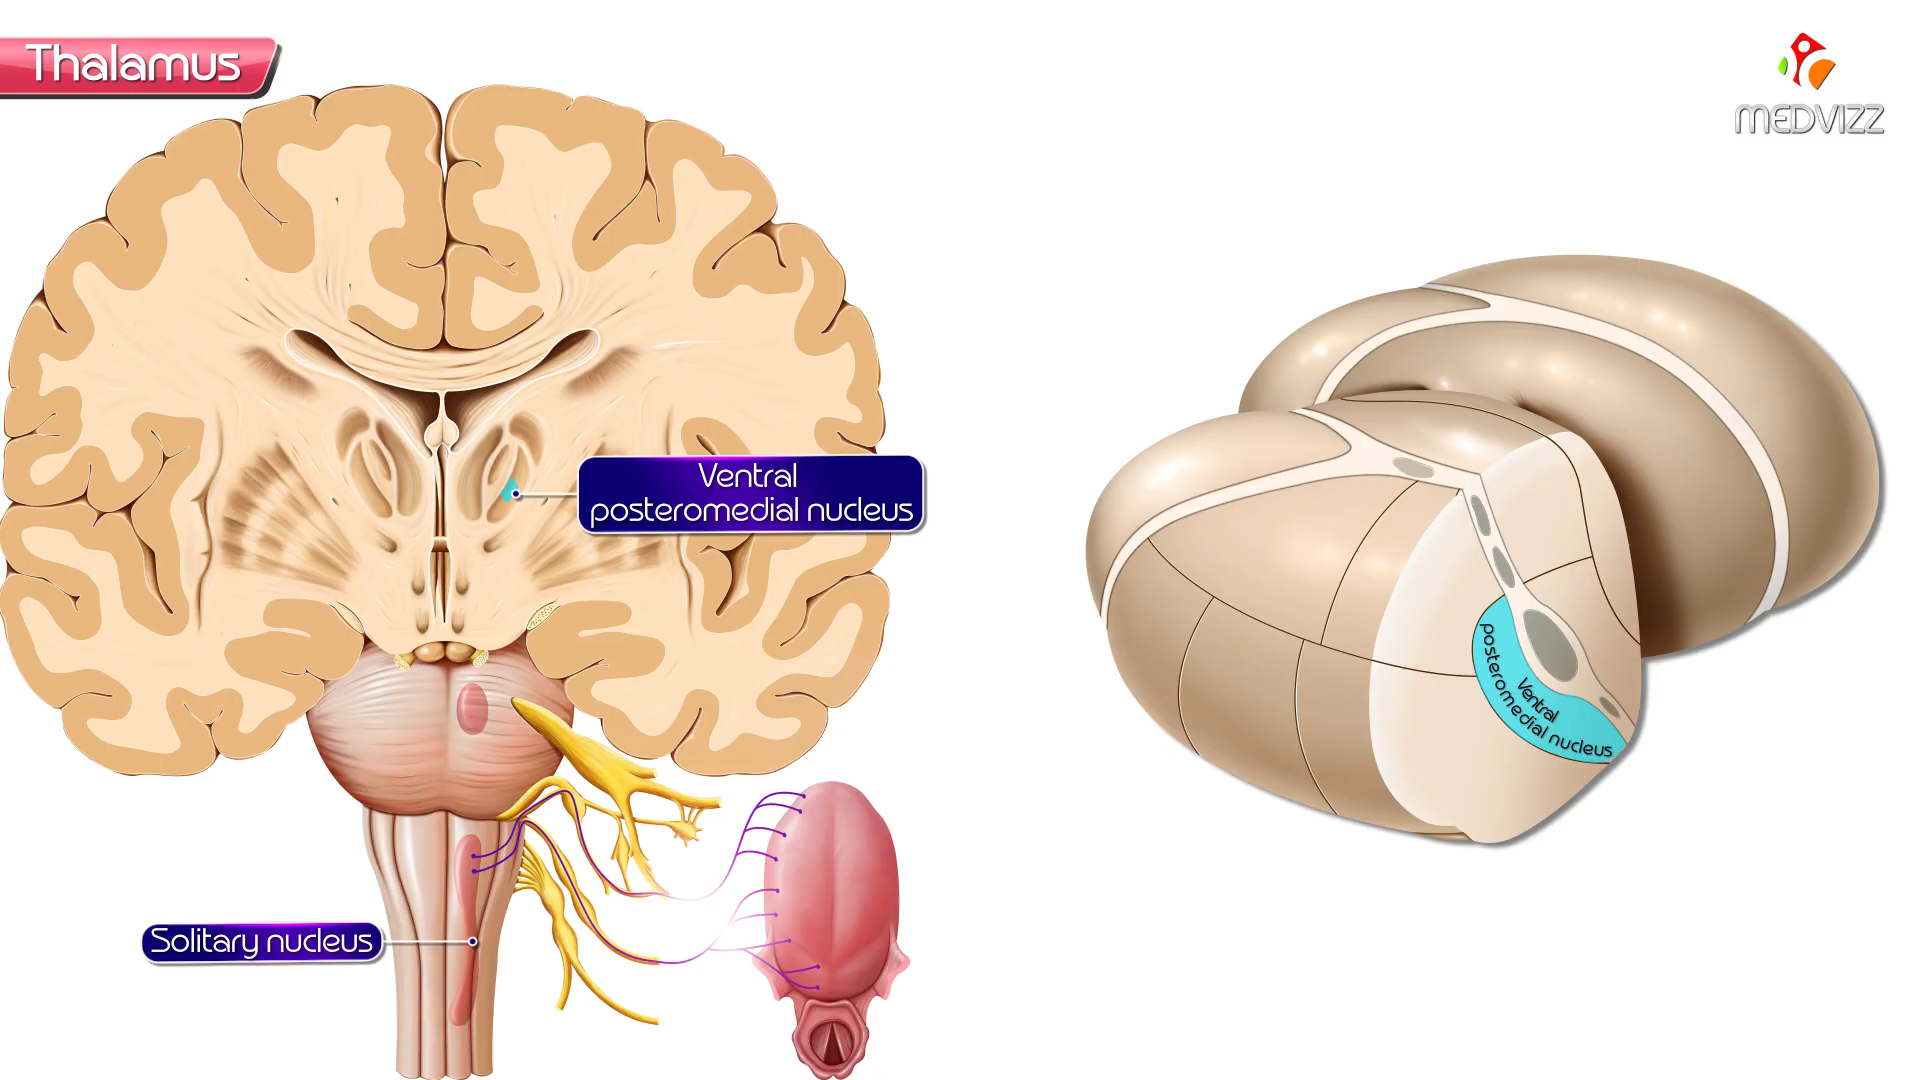 Thalamus
MEDVIZZ
Ventral
posteromedial nucleus
Ventral
posteromedial nucleus
Solitary nucleus